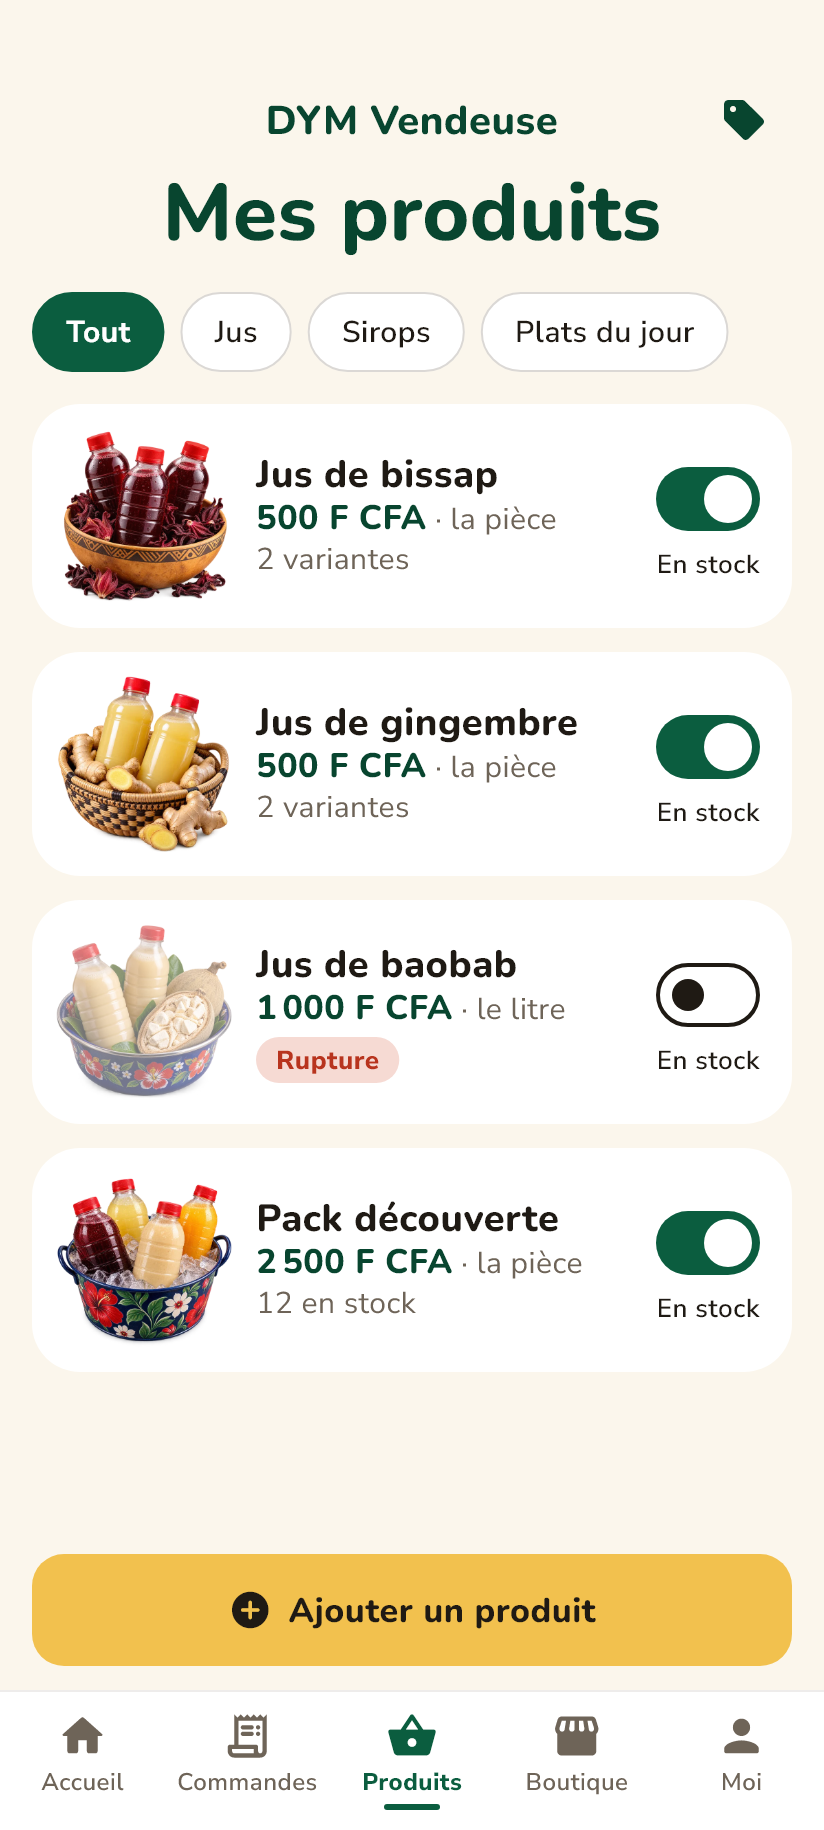 DYM Vendeuse
Mes produits
Tout
Jus
Sirops
Plats du jour
Jus de bissap
500 F CFA · la pièce
2 variantes
En stock
Jus de gingembre
500 F CFA · la pièce
2 variantes
En stock
Jus de baobab
1 000 F CFA · le litre
Rupture
En stock
Pack découverte
2 500 F CFA · la pièce
12 en stock
En stock
Ajouter un produit
Accueil
Commandes
Produits
Boutique
Moi